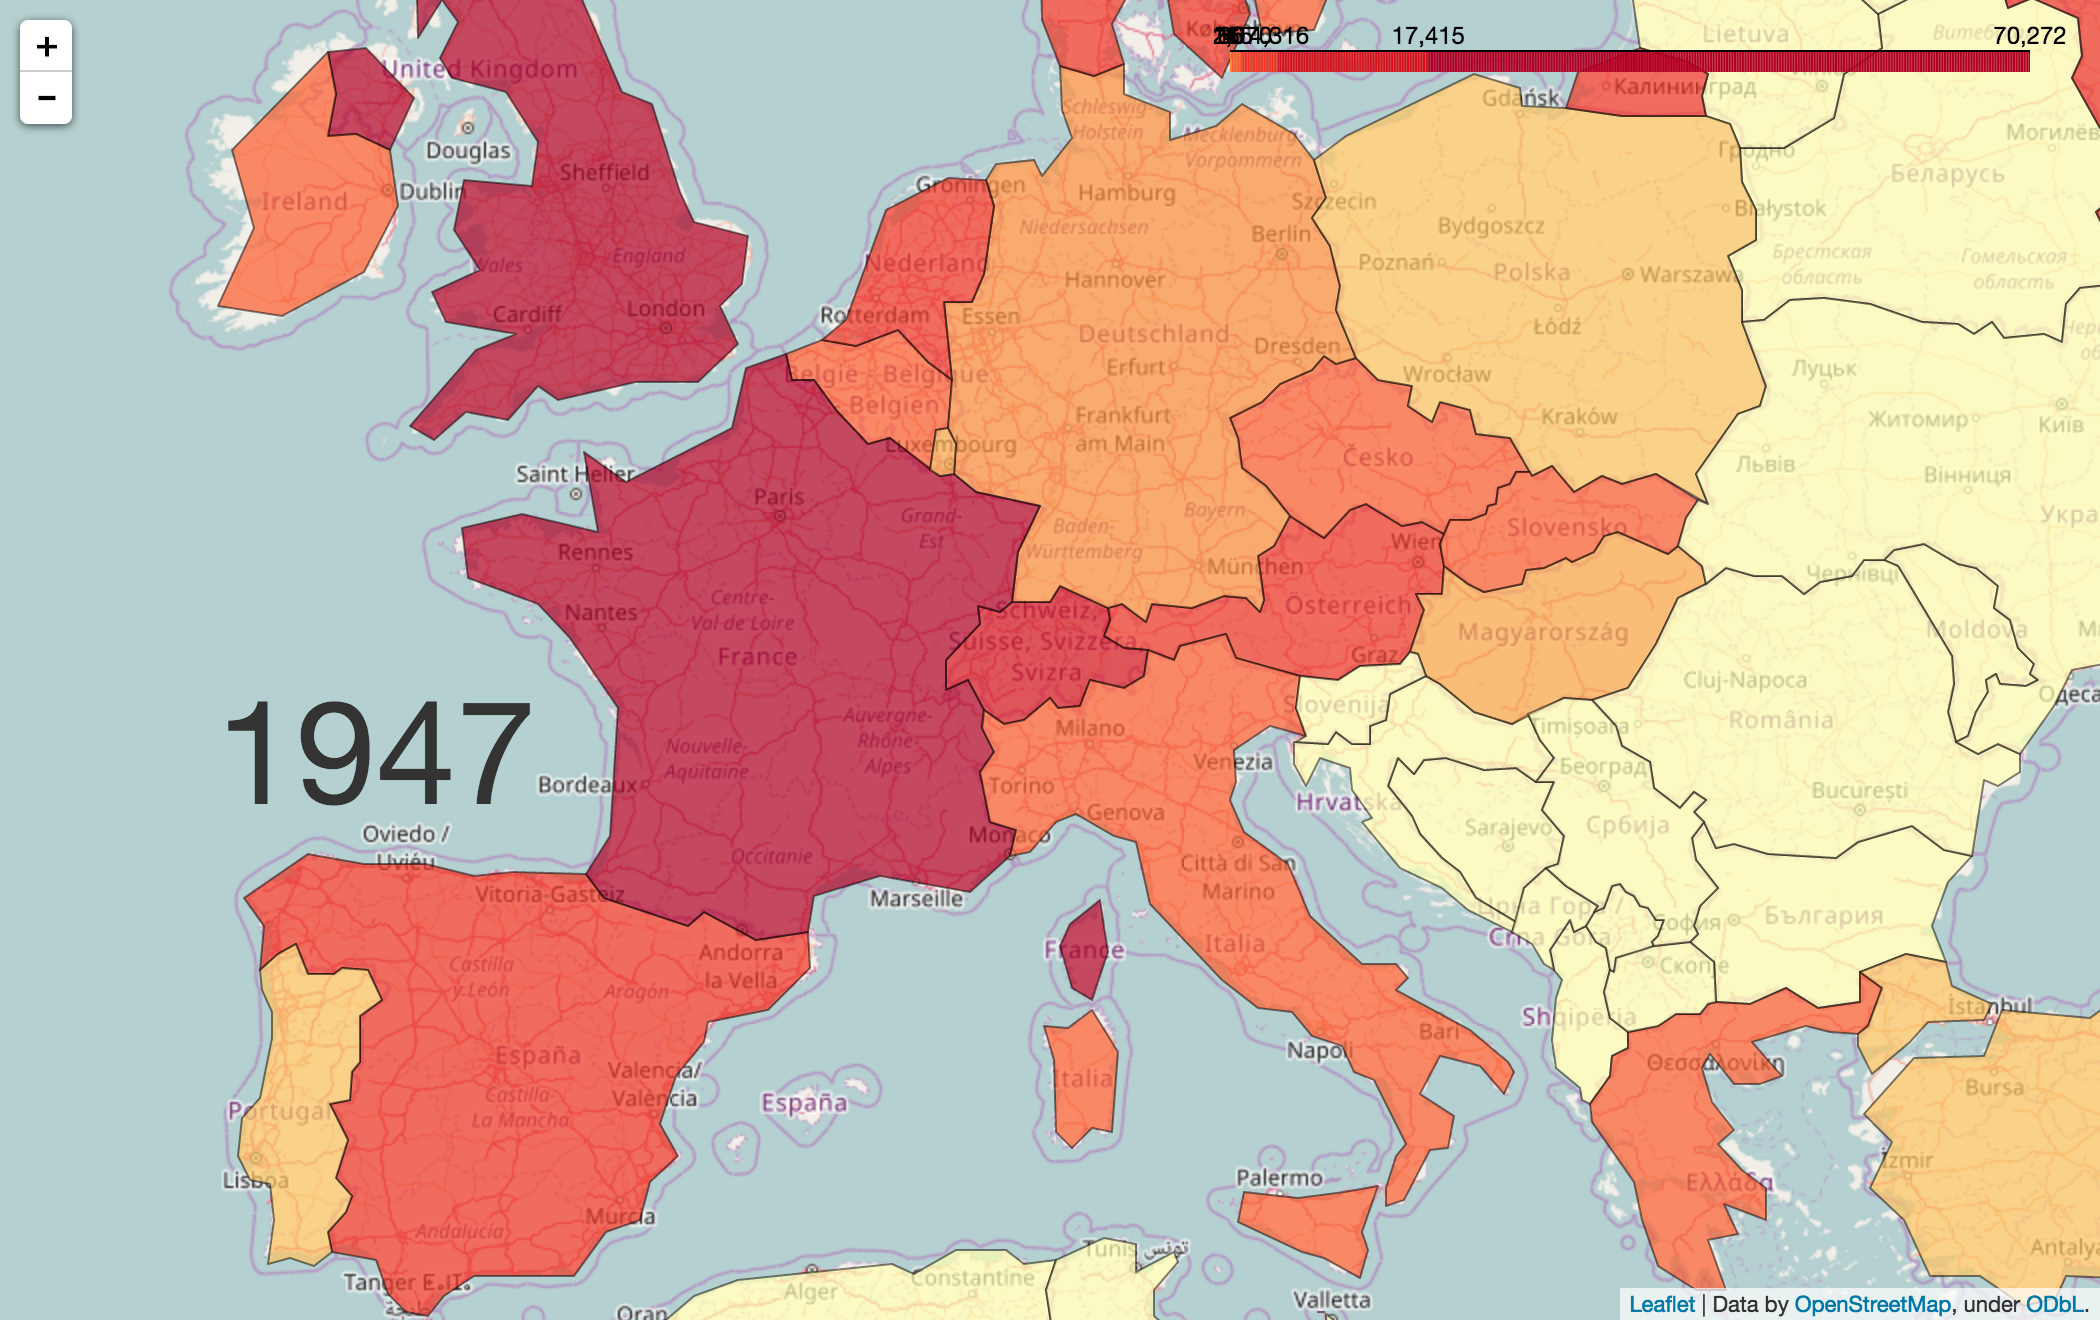 +
−
17,415
70,272
United Kingdom
Douglas
Dublin
Ireland
Sheffield
Wales
England
Cardiff
London
Groningen
Nederland
Rotterdam
Schleswig-
Holstein
Mecklenburg-
Vorpommern
Hamburg
Niedersachsen
Berlin
Hannover
Essen
Deutschland
Dresden
Erfurt
Frankfurt
am Main
Baden-
Württemberg
Bayern
München
Belgien
Luxembourg
Gdańsk
Калининград
Lietuva
Гродно
Могилёв
Беларусь
Białystok
Szczecin
Bydgoszcz
Poznań
Polska
Warszawa
Łódź
Wrocław
Kraków
Брестская
область
Гомельская
область
Луцьк
Житомир
Київ
Львів
Вінниця
Укра
Чернівці
Česko
Slovensko
Wien
Österreich
Graz
Magyarország
Saint Helier
Paris
Grand-
Est
Rennes
Nantes
Centre-
Val de Loire
France
Schweiz,
Suisse, Svizzera,
Svizra
Auvergne-
Rhône-
Alpes
Nouvelle-
Aquitaine
Bordeaux
Occitanie
Marseille
Monaco
1947
Milano
Torino
Venezia
Genova
Slovenija
Hrvatska
Timișoara
Cluj-Napoca
România
București
Moldova
Одеса
Београд
Србија
Sarajevo
Црна Гора /
Crna Gora
София
България
Скопје
Shqipëria
Città di San
Marino
Italia
Bari
Napoli
France
Italia
Palermo
Valletta
Oviedo /
Uviéu
Vitoria-Gasteiz
Andorra
la Vella
Castilla
y León
Aragón
España
Valencia/
València
Castilla-
La Mancha
España
Portugal
Lisboa
Murcia
Andalucía
Tanger
Oran
Alger
Constantine
Tunis تونس
Θεσσαλονίκη
Ελλάδα
İstanbul
Bursa
İzmir
Antalya
Leaflet | Data by OpenStreetMap, under ODbL.